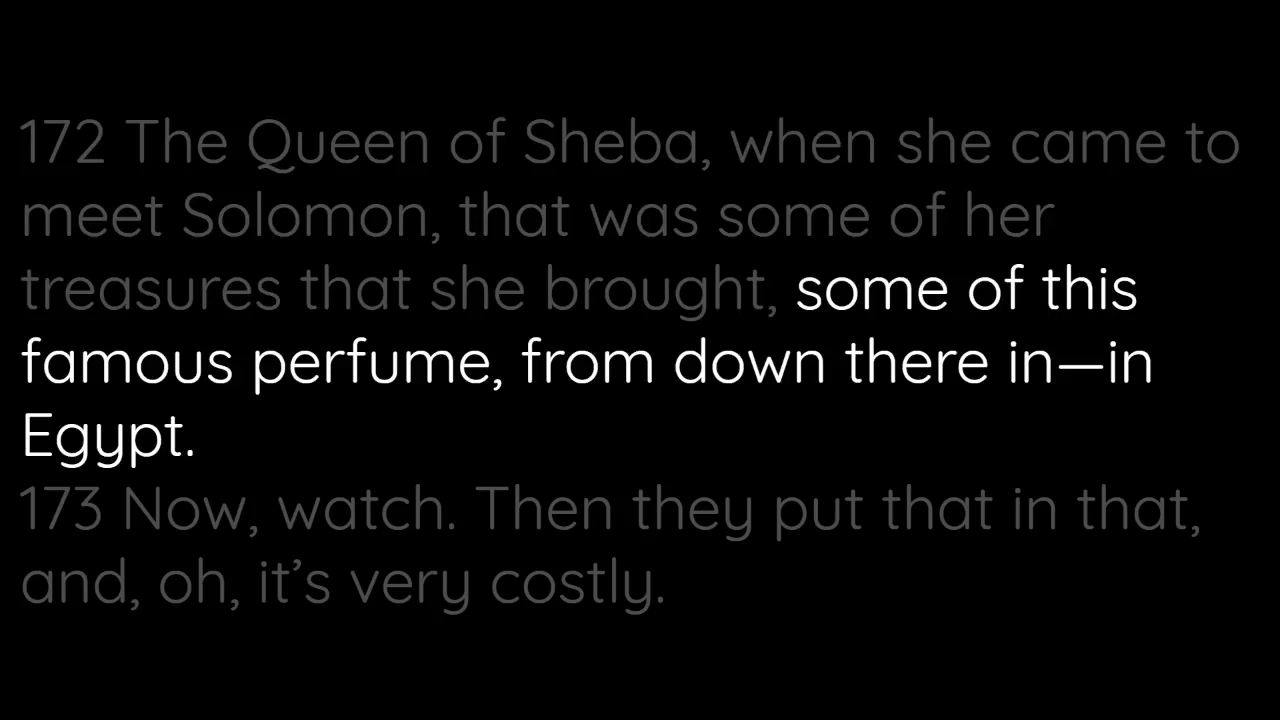 172 The Queen of Sheba, when she came to
meet Solomon, that was some of her
treasures that she brought, some of this
famous perfume, from down there in—in
Egypt.
173 Now, watch. Then they put that in that,
and, oh, it’s very costly.